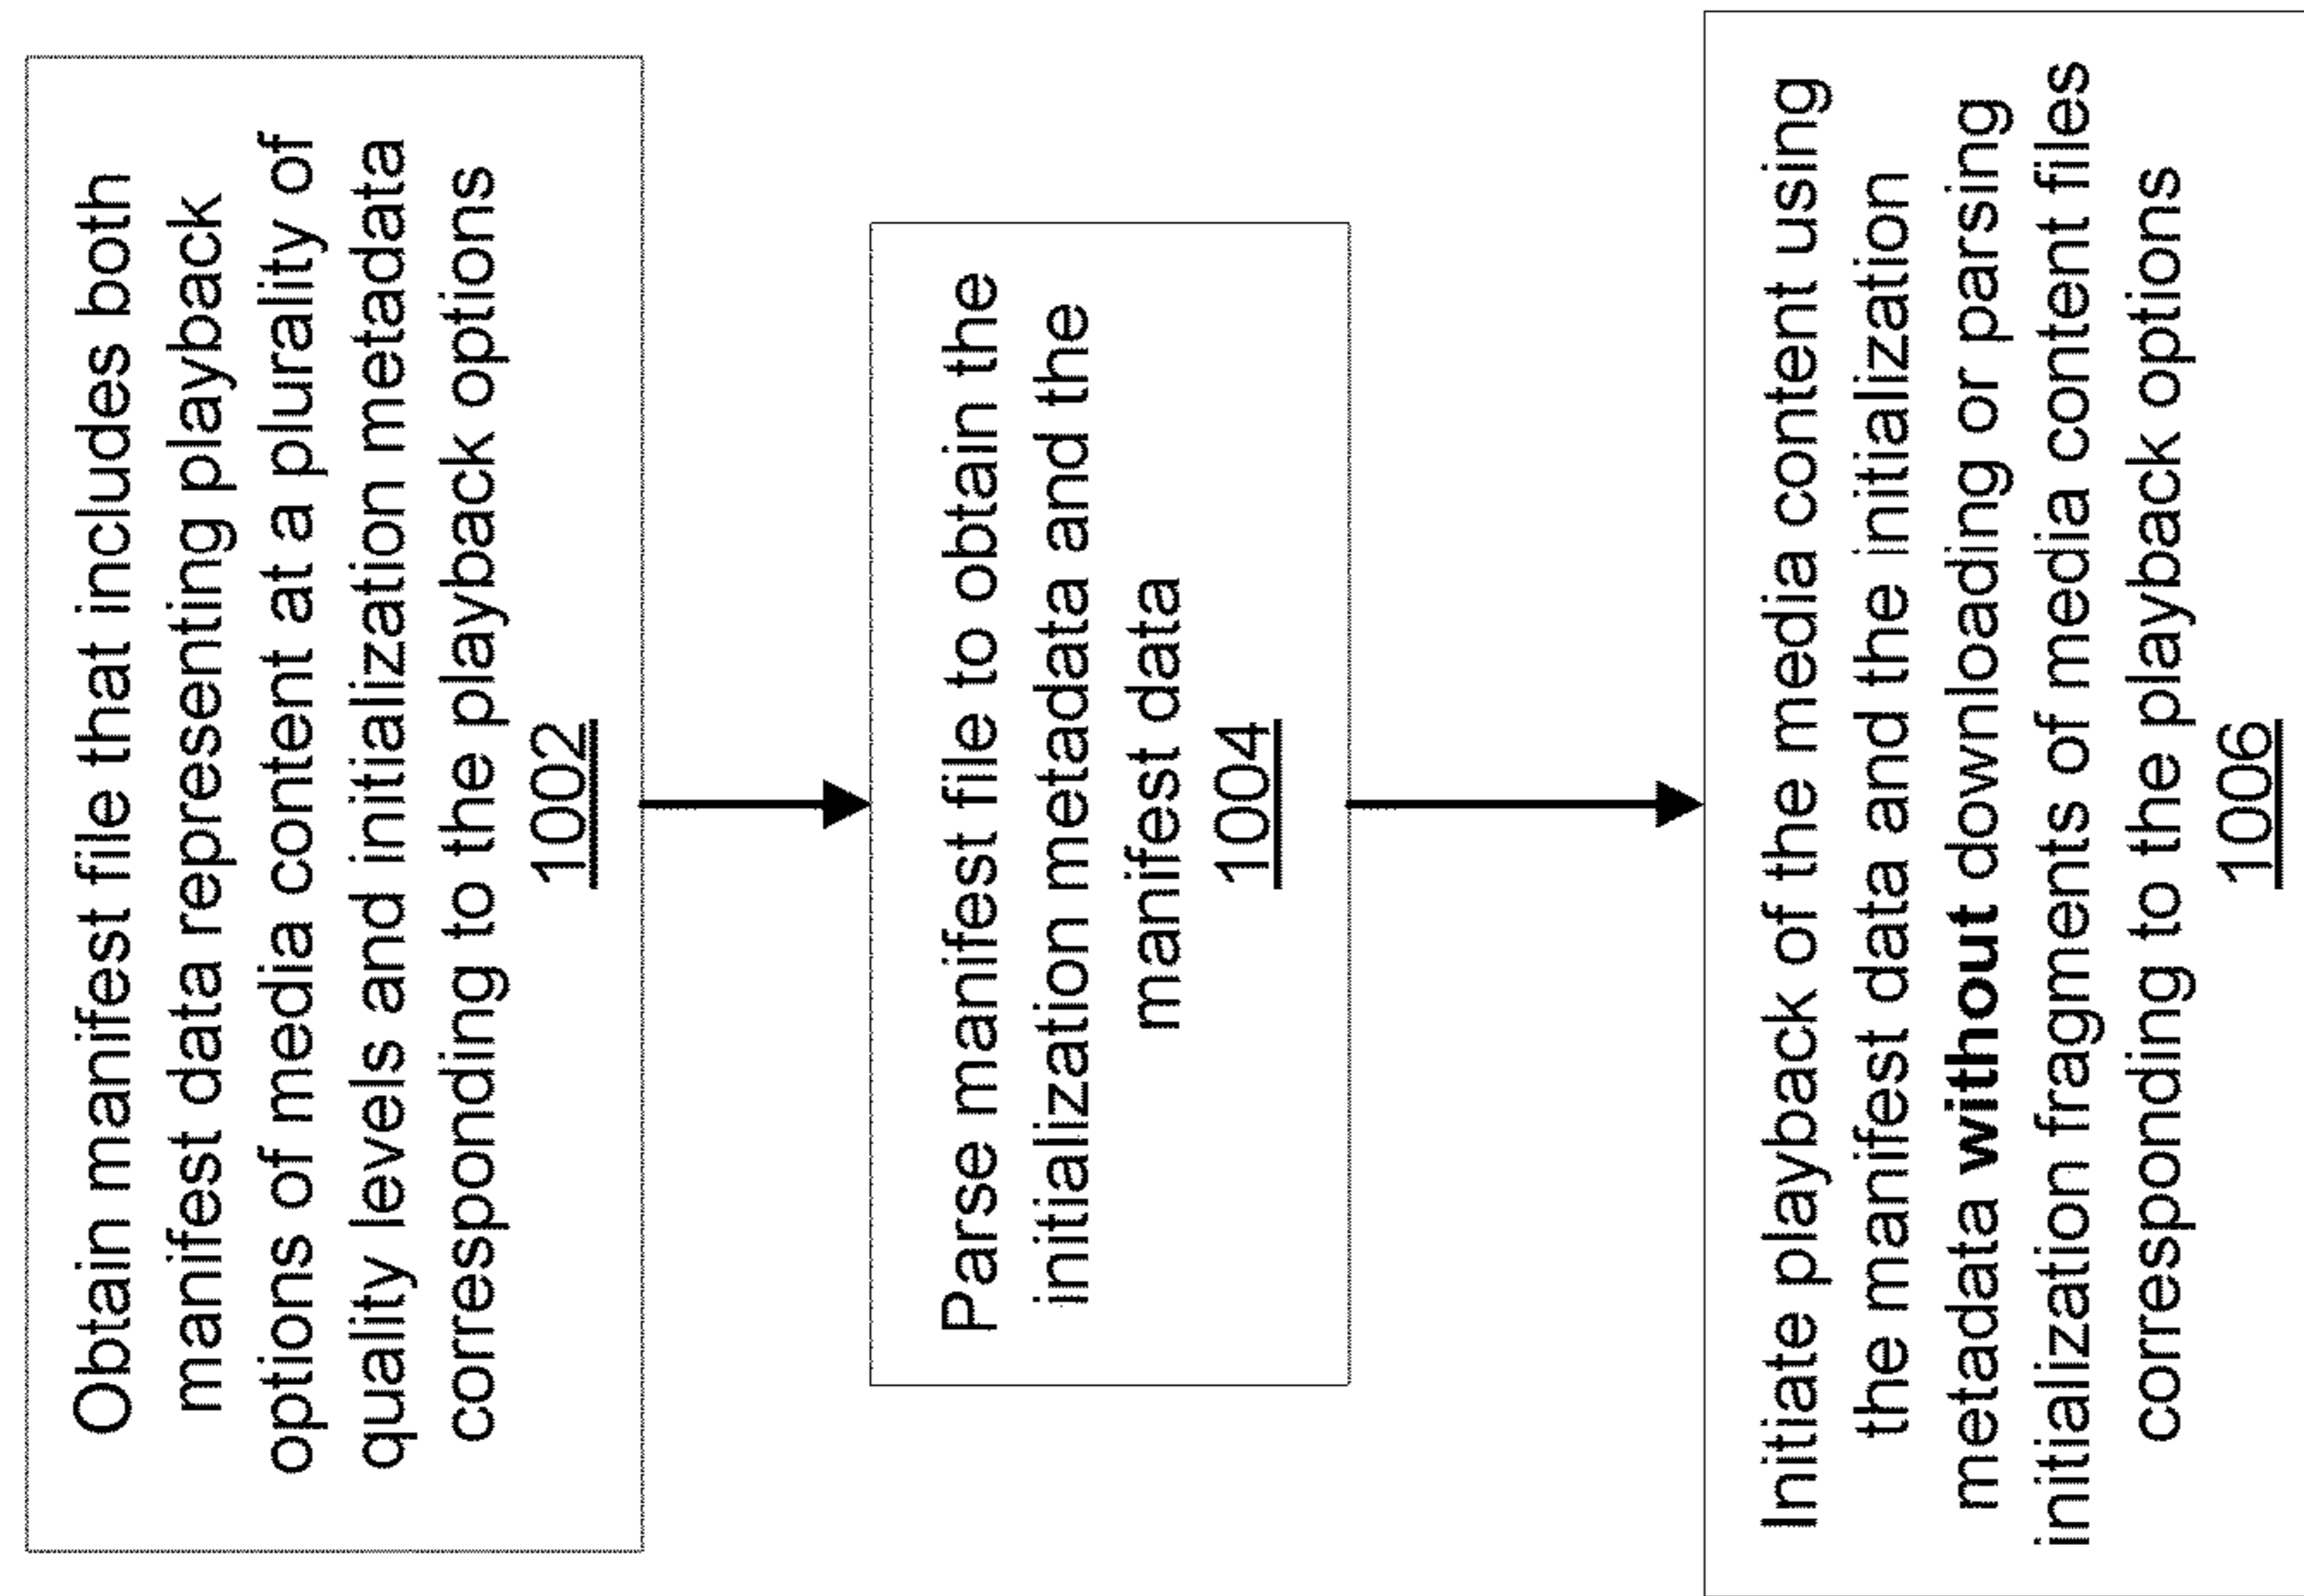 Obtain manifest file that includes both
manifest data representing playback
options of media content at a plurality of
quality levels and initialization metadata
corresponding to the playback options
1002
Parse manifest file to obtain the
initialization metadata and the
manifest data
1004
Initiate playback of the media content using
the manifest data and the initialization
metadata without downloading or parsing
initialization fragments of media content files
corresponding to the playback options
1006